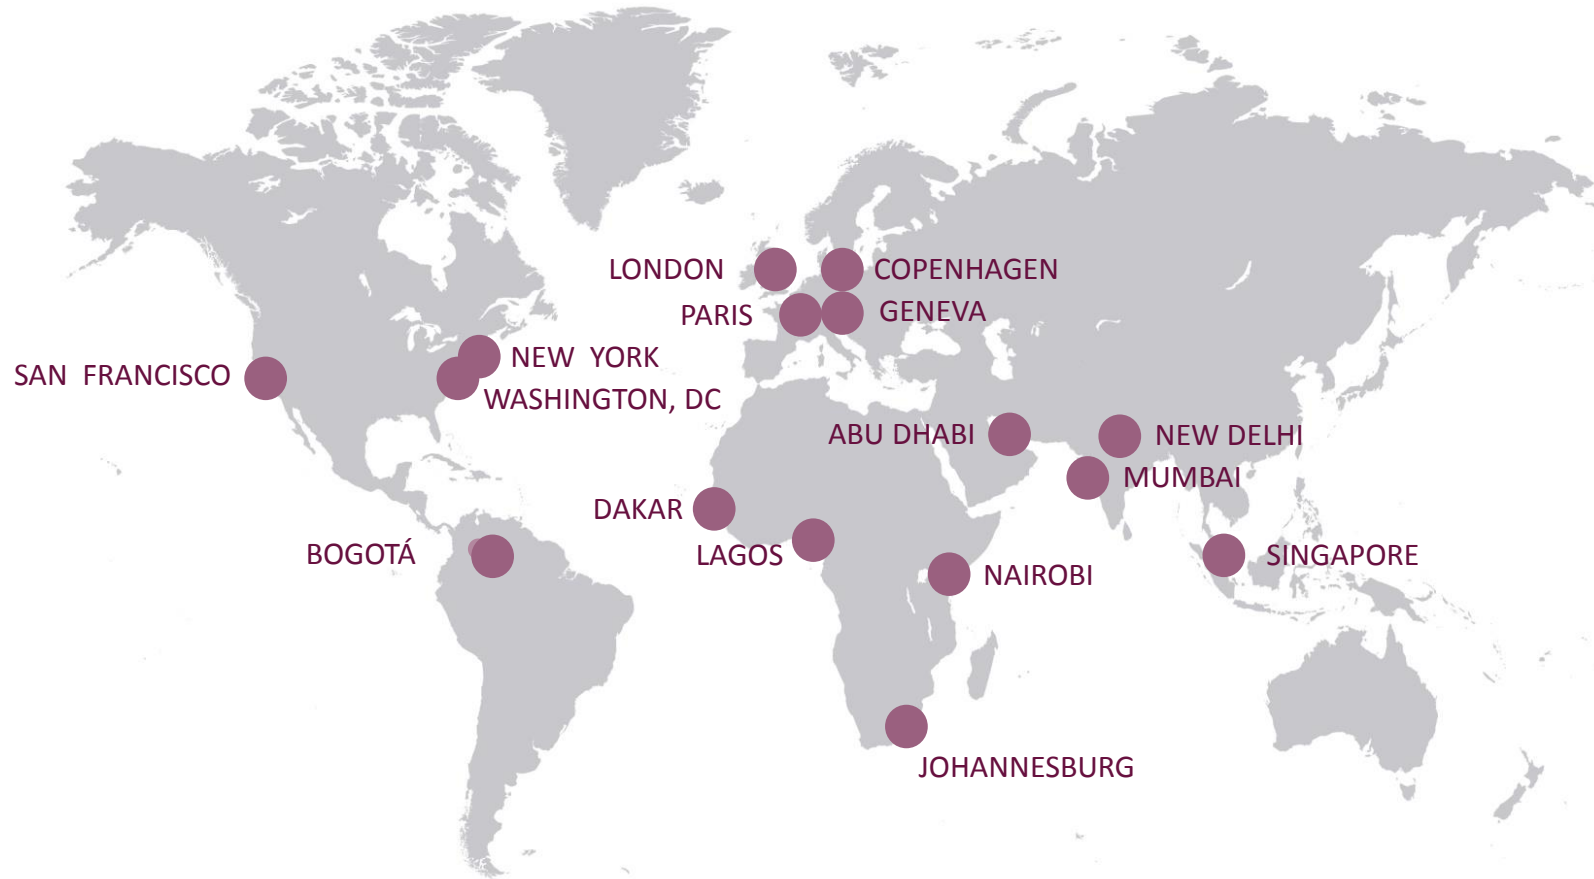 LONDON
COPENHAGEN
PARIS
GENEVA
NEW YORK
SAN FRANCISCO
WASHINGTON, DC
ABU DHABI
NEW DELHI
MUMBAI
DAKAR
LAGOS
BOGOTÁ
SINGAPORE
NAIROBI
JOHANNESBURG